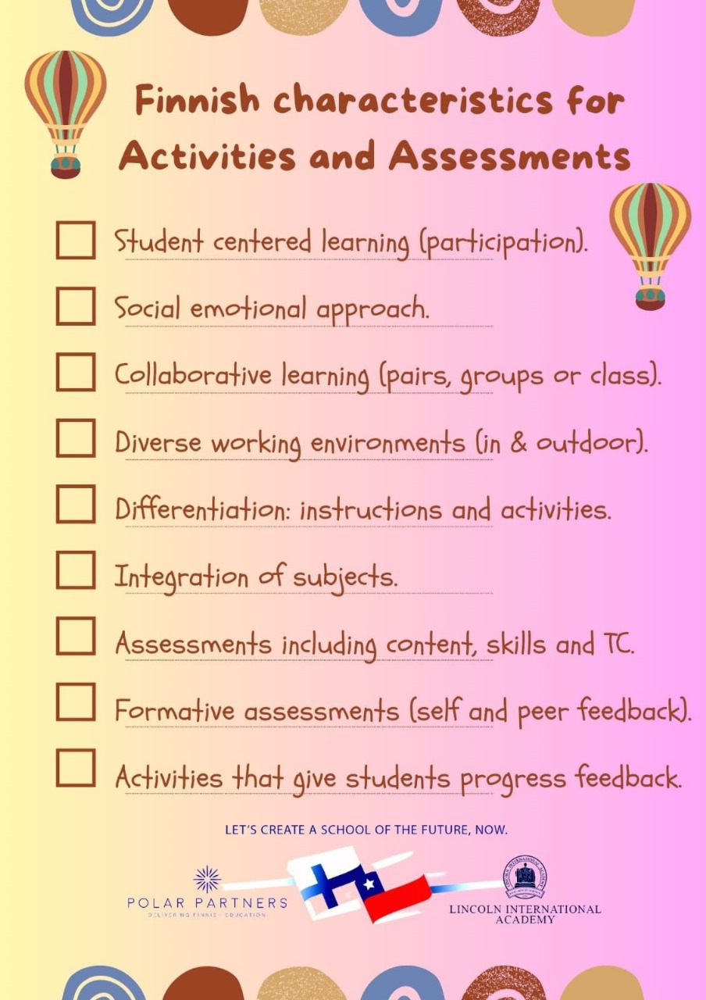 Finnish characteristics for
Activities and Assessments
Student centered learning (participation).
Social emotional approach.
Collaborative learning (pairs, groups or class).
Diverse working environments (in & outdoor).
Differentiation: instructions and activities.
Integration of subjects.
Assessments including content, skills and TC.
Formative assessments (self and peer feedback).
Activities that give students progress feedback.
LET'S CREATE A SCHOOL OF THE FUTURE, NOW.
POLAR PARTNERS
DELIVERING FINNISH EDUCATION
LINCOLN INTERNATIONAL
ACADEMY